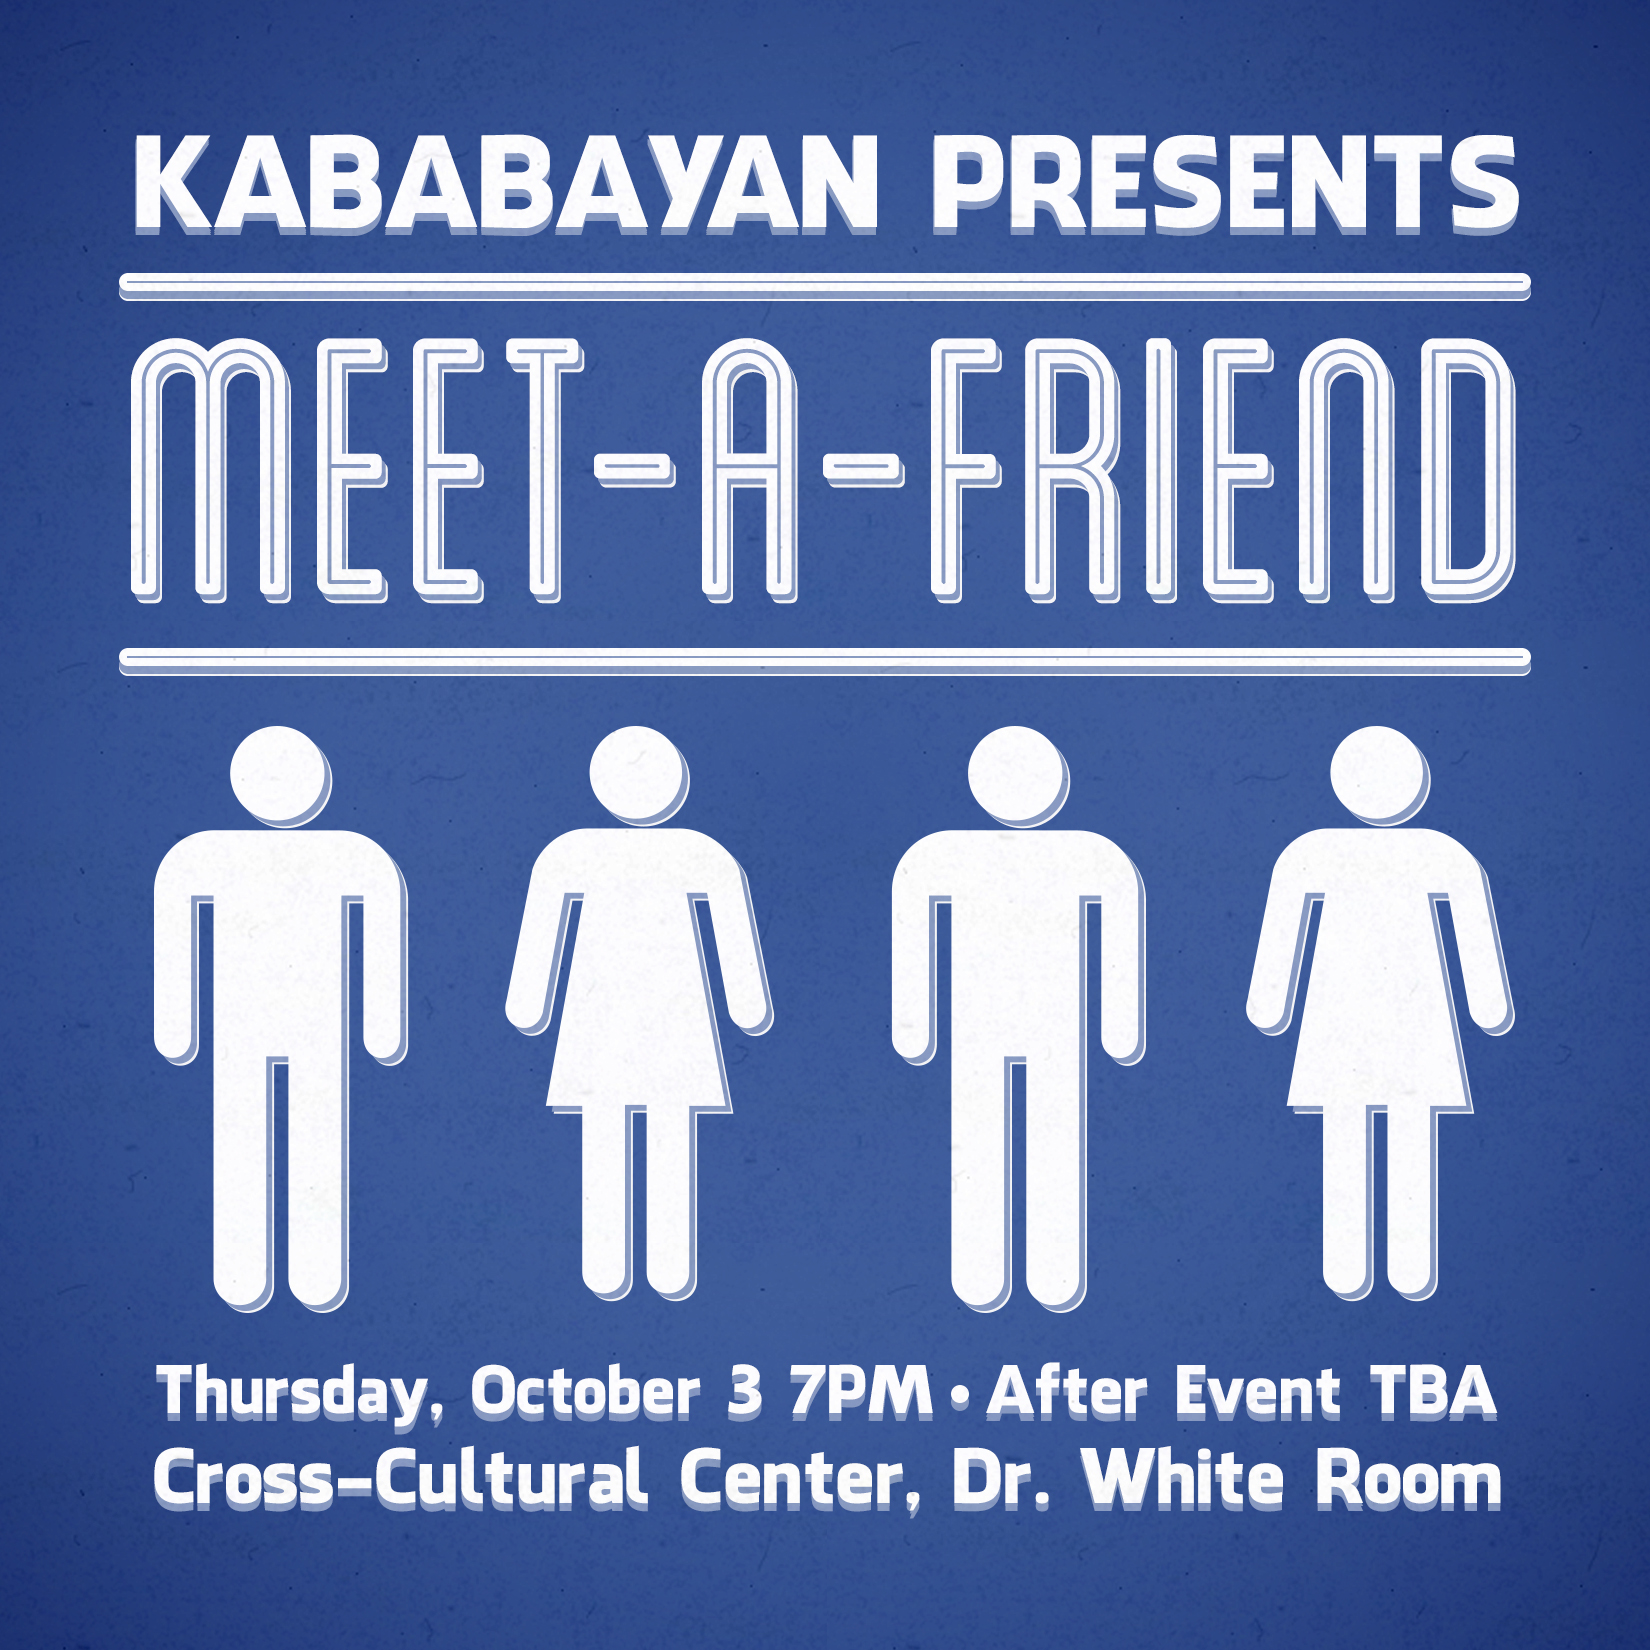 KABABAYAN PRESENTS
MEET-A-FRIEND
Thursday, October 3 7PM • After Event TBA
Cross-Cultural Center, Dr. White Room